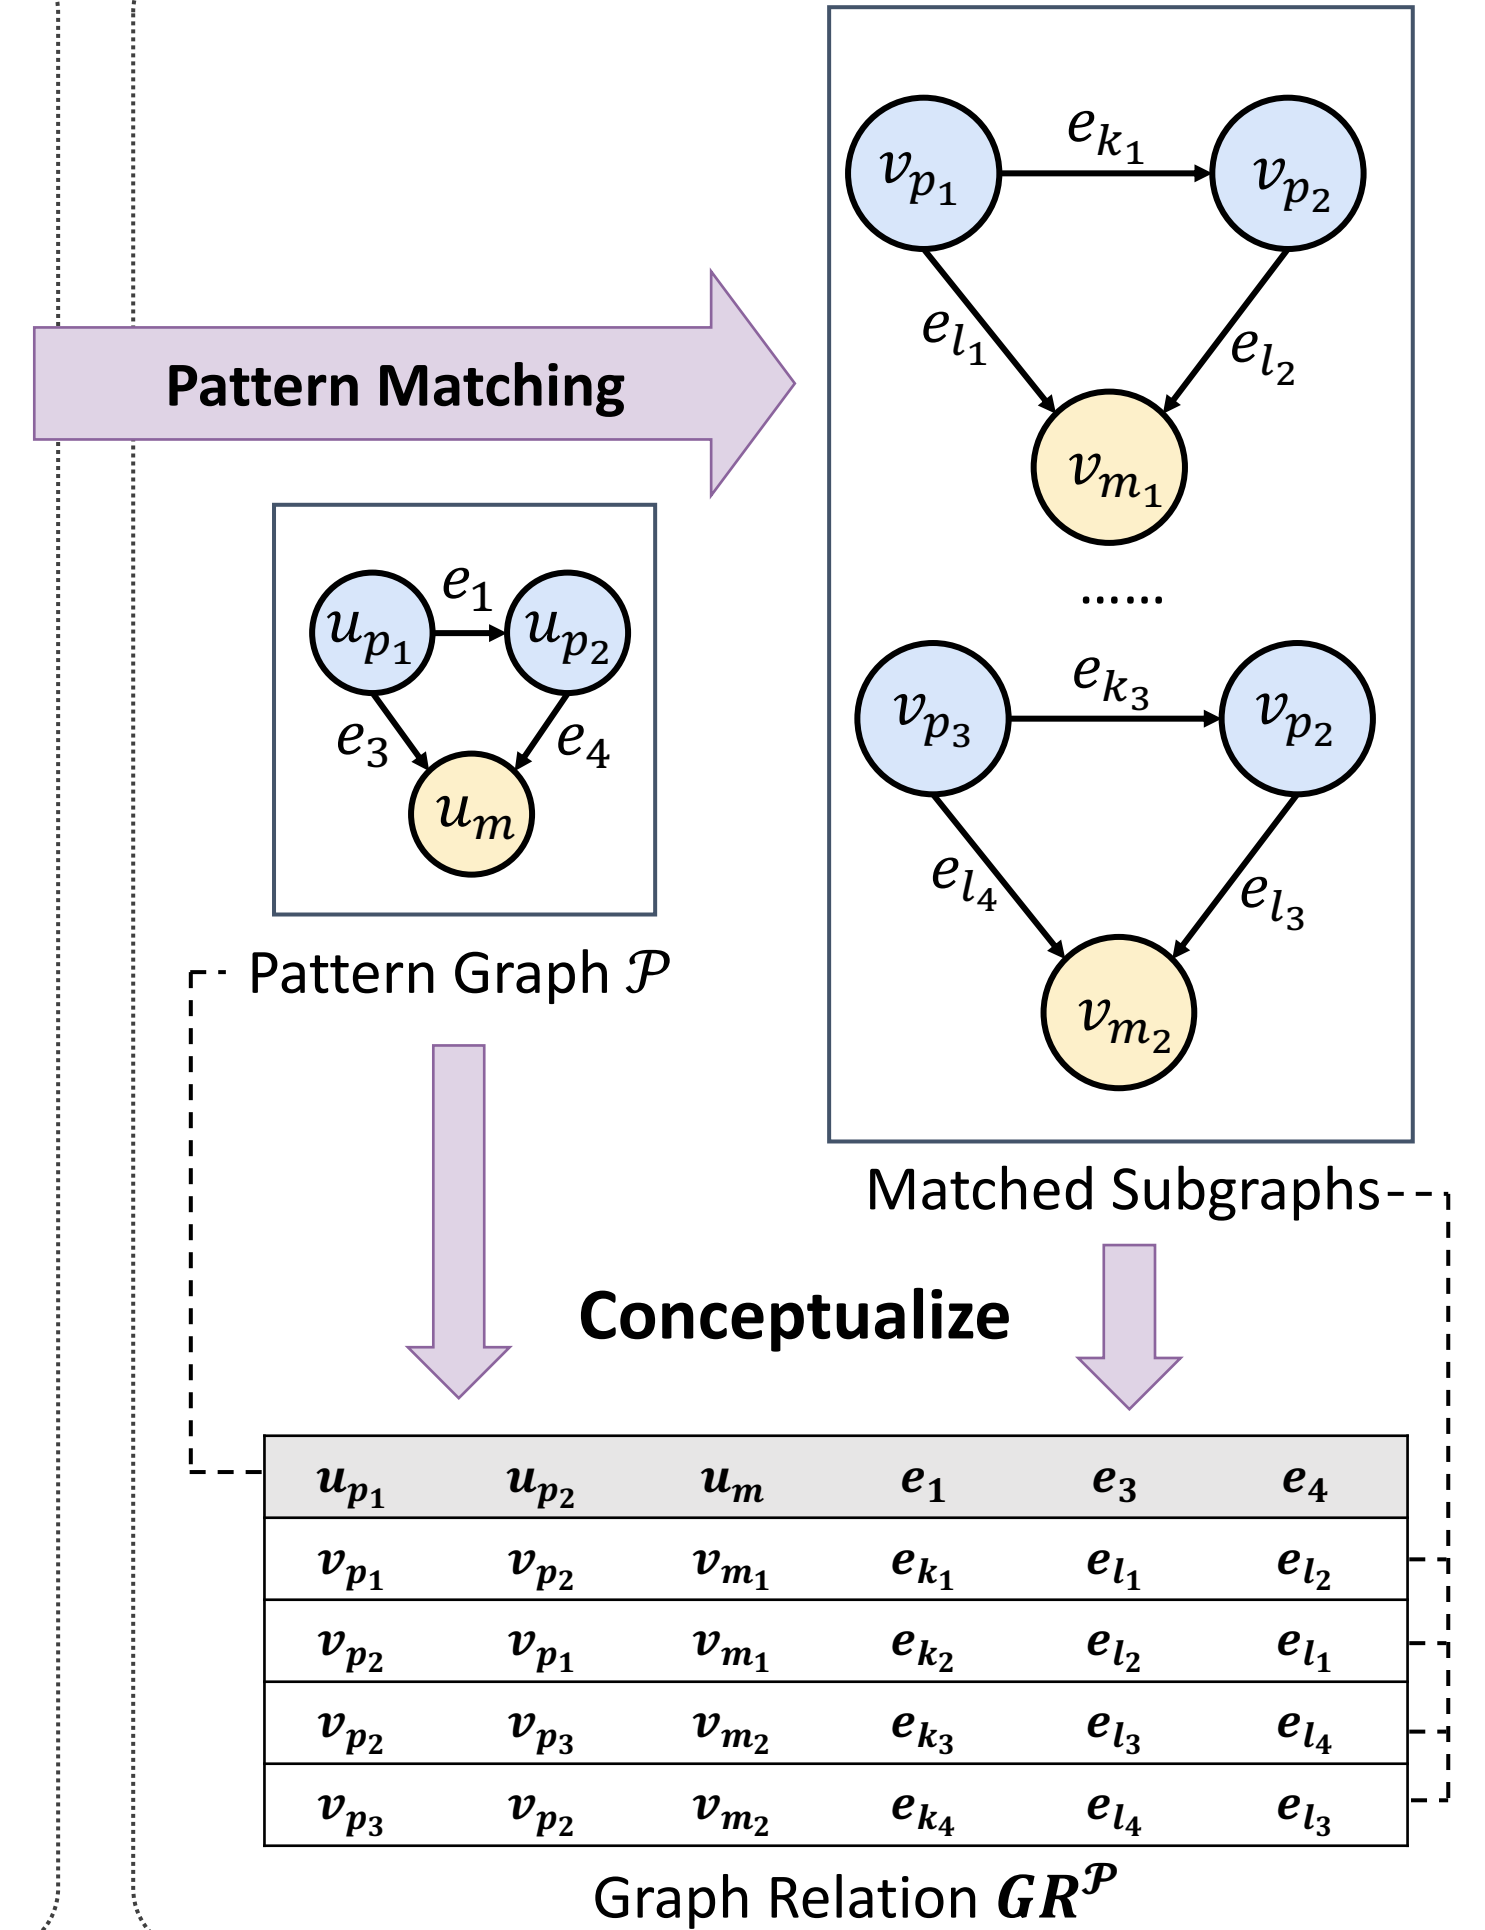 Pattern Matching
e_{k_1}
v_{p_1} v_{p_2}
e_{l_1} e_{l_2}
v_{m_1}
......
e_{k_3}
v_{p_3} v_{p_2}
e_{l_4} e_{l_3}
v_{m_2}
Matched Subgraphs
e_1
u_{p_1} u_{p_2}
e_3 e_4
u_m
Pattern Graph 𝒫
Conceptualize
u_{p_1} u_{p_2} u_m e_1 e_3 e_4
v_{p_1} v_{p_2} v_{m_1} e_{k_1} e_{l_1} e_{l_2}
v_{p_2} v_{p_1} v_{m_1} e_{k_2} e_{l_2} e_{l_1}
v_{p_2} v_{p_3} v_{m_2} e_{k_3} e_{l_3} e_{l_4}
v_{p_3} v_{p_2} v_{m_2} e_{k_4} e_{l_4} e_{l_3}
Graph Relation GR^𝒫